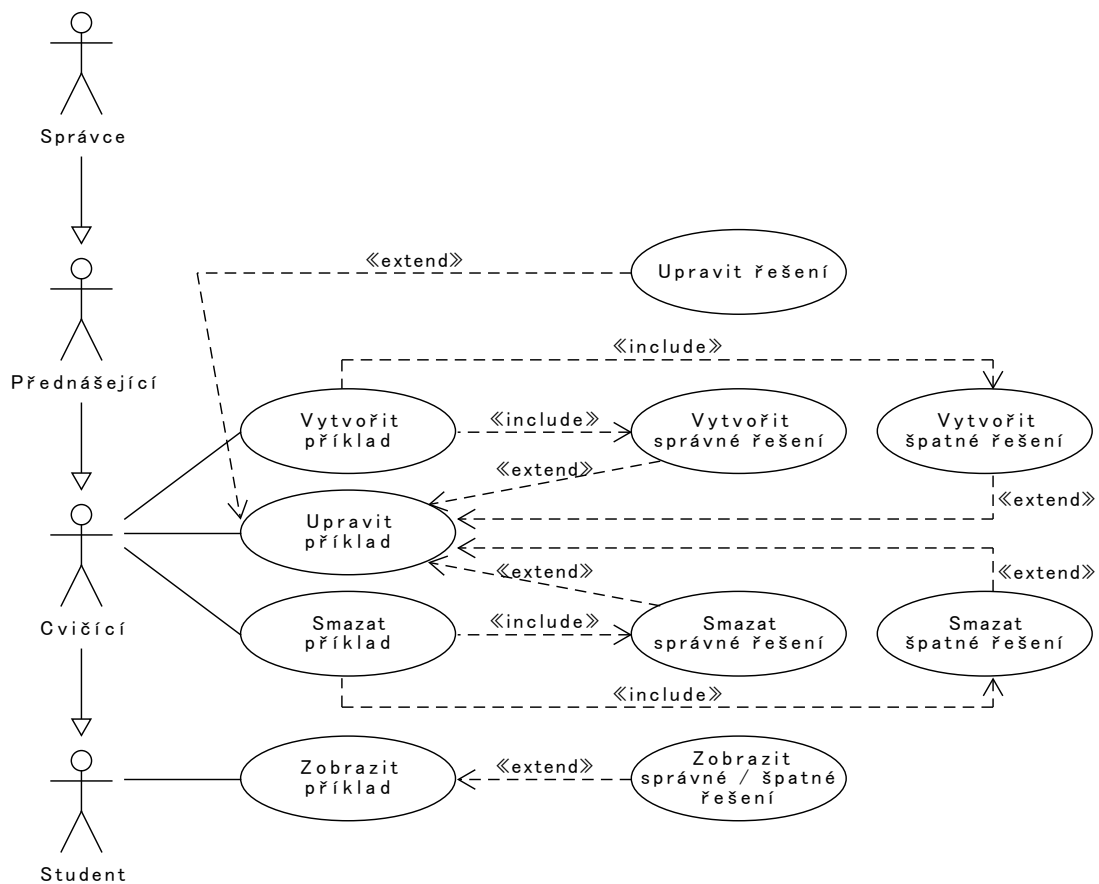 Správce
«extend»
Upravit řešení
Přednášející
«include»
Vytvořit
příklad
«include»
Vytvořit
správné řešení
Vytvořit
špatné řešení
«extend»
«extend»
Upravit
příklad
«extend»
«extend»
Cvičící
Smazat
příklad
«include»
Smazat
správné řešení
Smazat
špatné řešení
«include»
Zobrazit
příklad
«extend»
Zobrazit
správné / špatné
řešení
Student